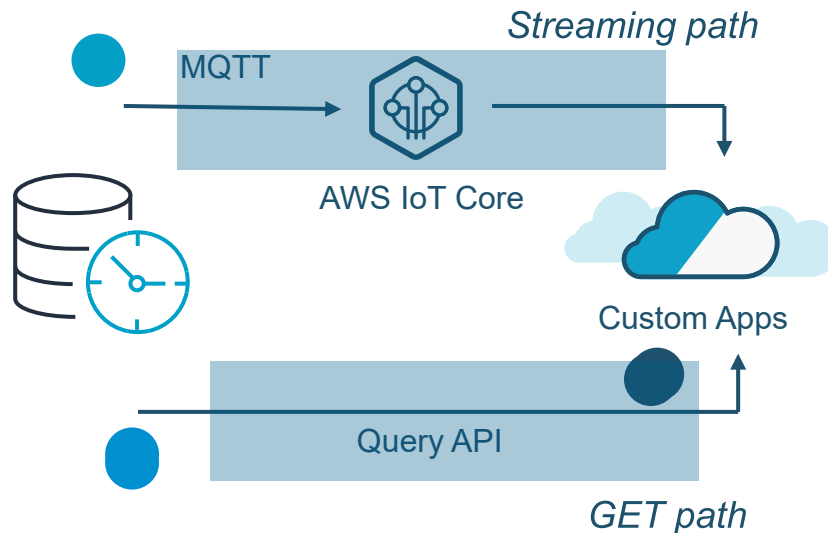 Streaming path
MQTT
AWS IoT Core
Custom Apps
Query API
GET path